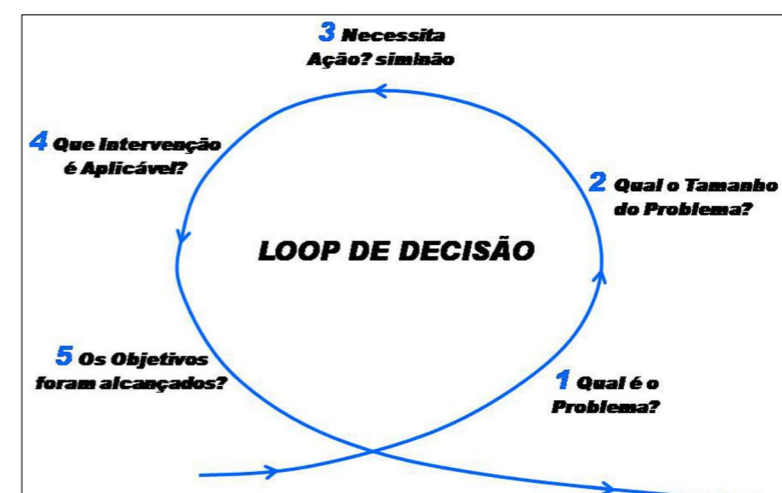 3 Necessita
Ação? sim\não
4 Que Intervenção
é Aplicável?
2 Qual o Tamanho
do Problema?
LOOP DE DECISÃO
5 Os Objetivos
foram alcançados?
1 Qual é o
Problema?